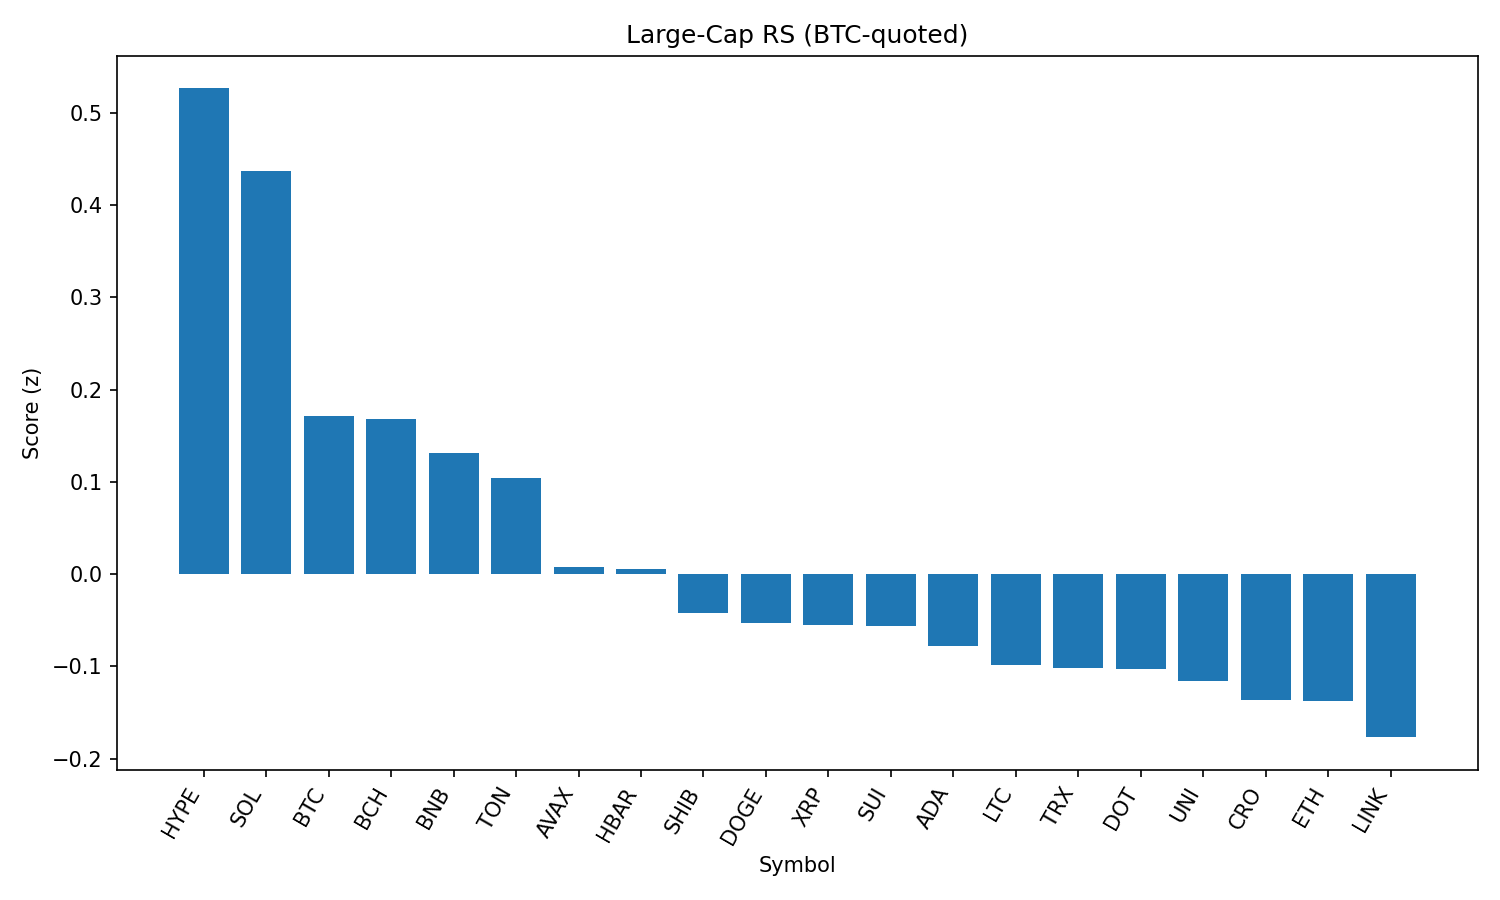 Large-Cap RS (BTC-quoted)
Score (z)
0.5
0.4
0.3
0.2
0.1
0.0
−0.1
−0.2
HYPE
SOL
BTC
BCH
BNB
TON
AVAX
HBAR
SHIB
DOGE
XRP
SUI
ADA
LTC
TRX
DOT
UNI
CRO
ETH
LINK
Symbol